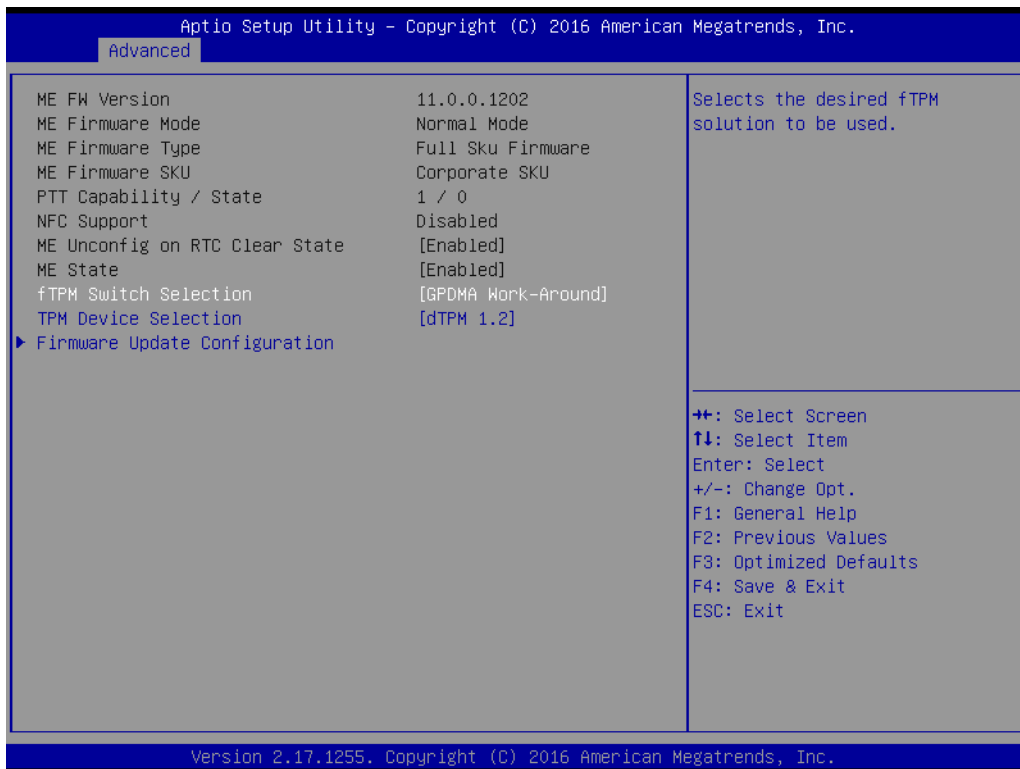 Aptio Setup Utility – Copyright (C) 2016 American Megatrends, Inc.
Advanced
ME FW Version 11.0.0.1202
ME Firmware Mode Normal Mode
ME Firmware Type Full Sku Firmware
ME Firmware SKU Corporate SKU
PTT Capability / State 1 / 0
NFC Support Disabled
ME Unconfig on RTC Clear State [Enabled]
ME State [Enabled]
fTPM Switch Selection [GPDMA Work-Around]
TPM Device Selection [dTPM 1.2]
Firmware Update Configuration
Selects the desired fTPM
solution to be used.
→←: Select Screen
↑↓: Select Item
Enter: Select
+/-: Change Opt.
F1: General Help
F2: Previous Values
F3: Optimized Defaults
F4: Save & Exit
ESC: Exit
Version 2.17.1255. Copyright (C) 2016 American Megatrends, Inc.